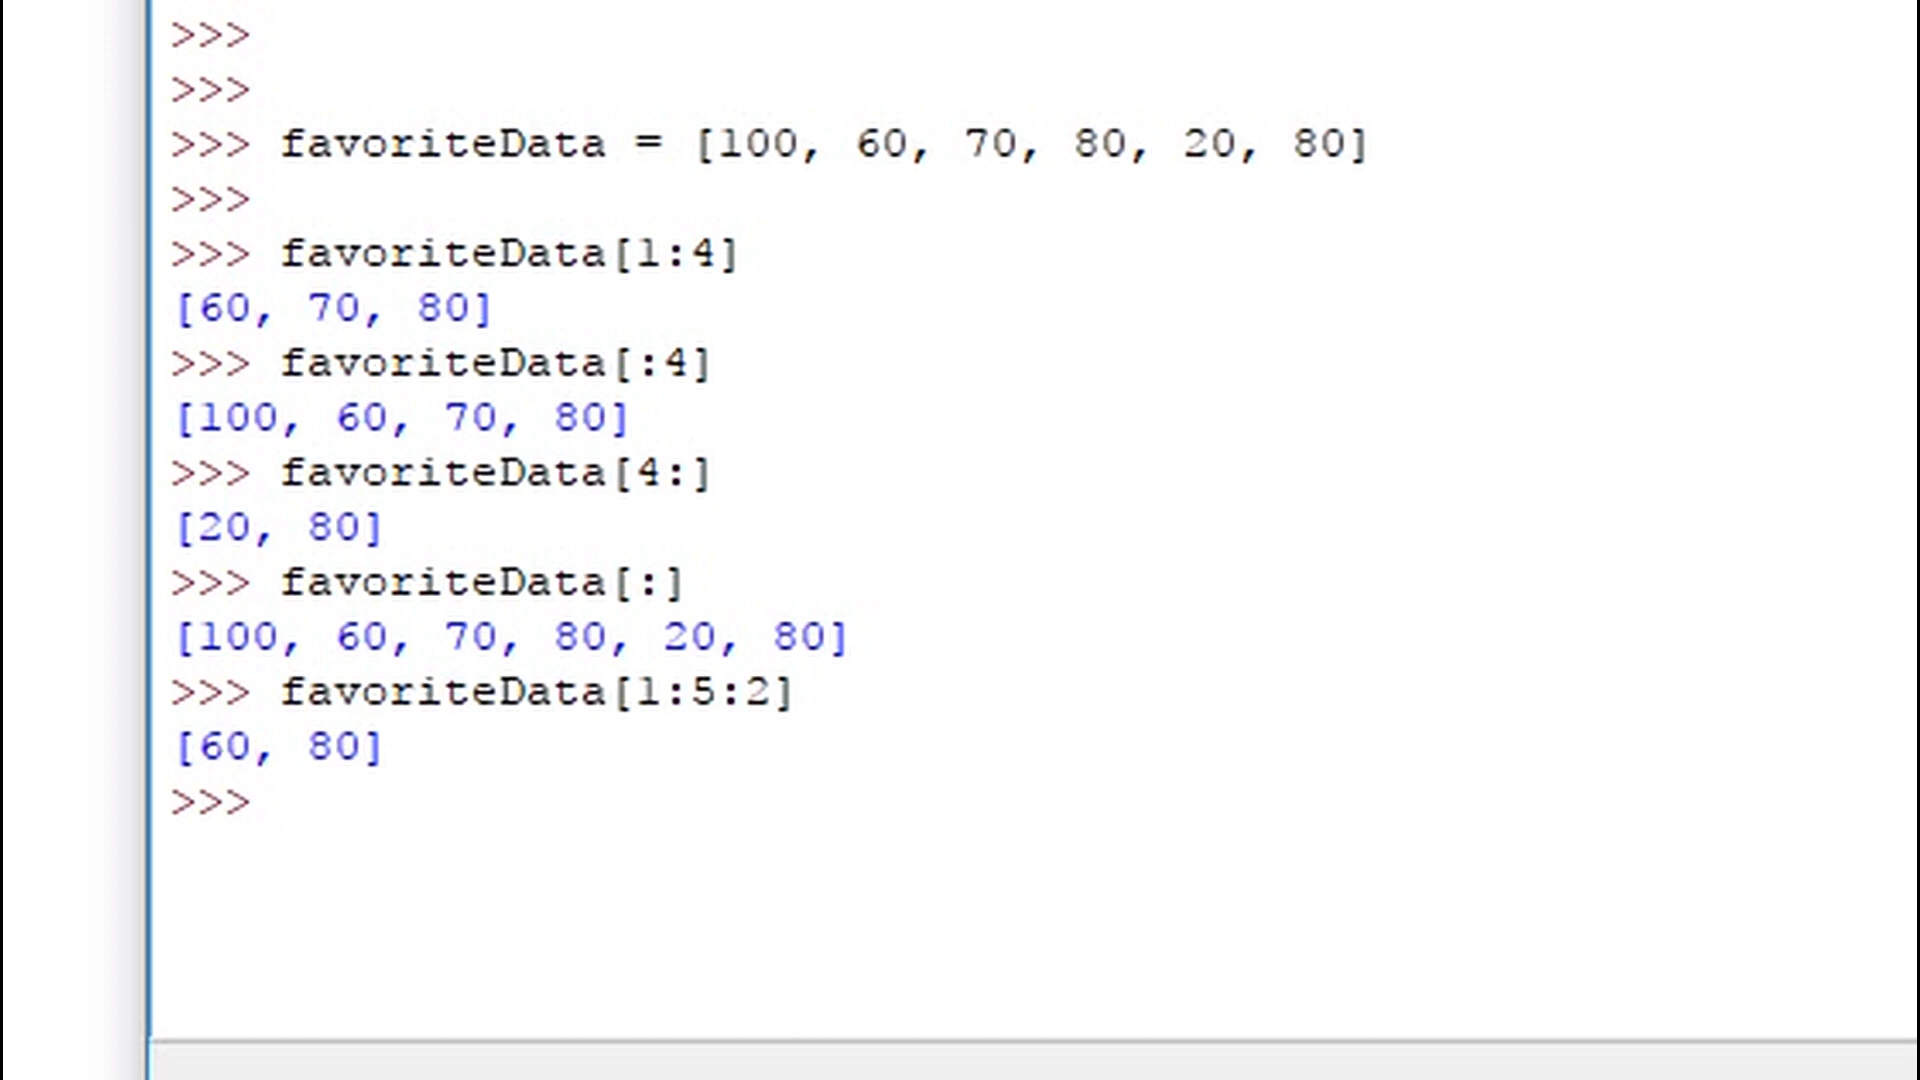 >>>
>>>
>>> favoriteData = [100, 60, 70, 80, 20, 80]
>>>
>>> favoriteData[1:4]
[60, 70, 80]
>>> favoriteData[:4]
[100, 60, 70, 80]
>>> favoriteData[4:]
[20, 80]
>>> favoriteData[:]
[100, 60, 70, 80, 20, 80]
>>> favoriteData[1:5:2]
[60, 80]
>>>